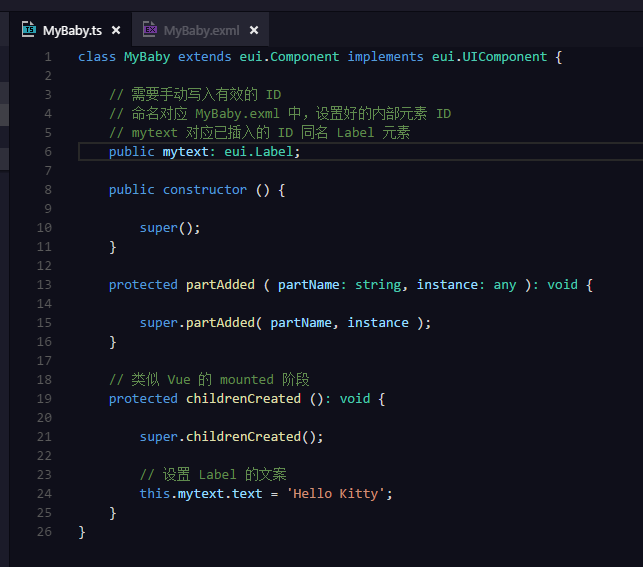 TS MyBaby.ts × EX MyBaby.exml ×
1 class MyBaby extends eui.Component implements eui.UIComponent {
2
3 // 需要手动写入有效的 ID
4 // 命名对应 MyBaby.exml 中，设置好的内部元素 ID
5 // mytext 对应已插入的 ID 同名 Label 元素
6 public mytext: eui.Label;
7
8 public constructor () {
9
10 super();
11 }
12
13 protected partAdded ( partName: string, instance: any ): void {
14
15 super.partAdded( partName, instance );
16 }
17
18 // 类似 Vue 的 mounted 阶段
19 protected childrenCreated (): void {
20
21 super.childrenCreated();
22
23 // 设置 Label 的文案
24 this.mytext.text = 'Hello Kitty';
25 }
26 }